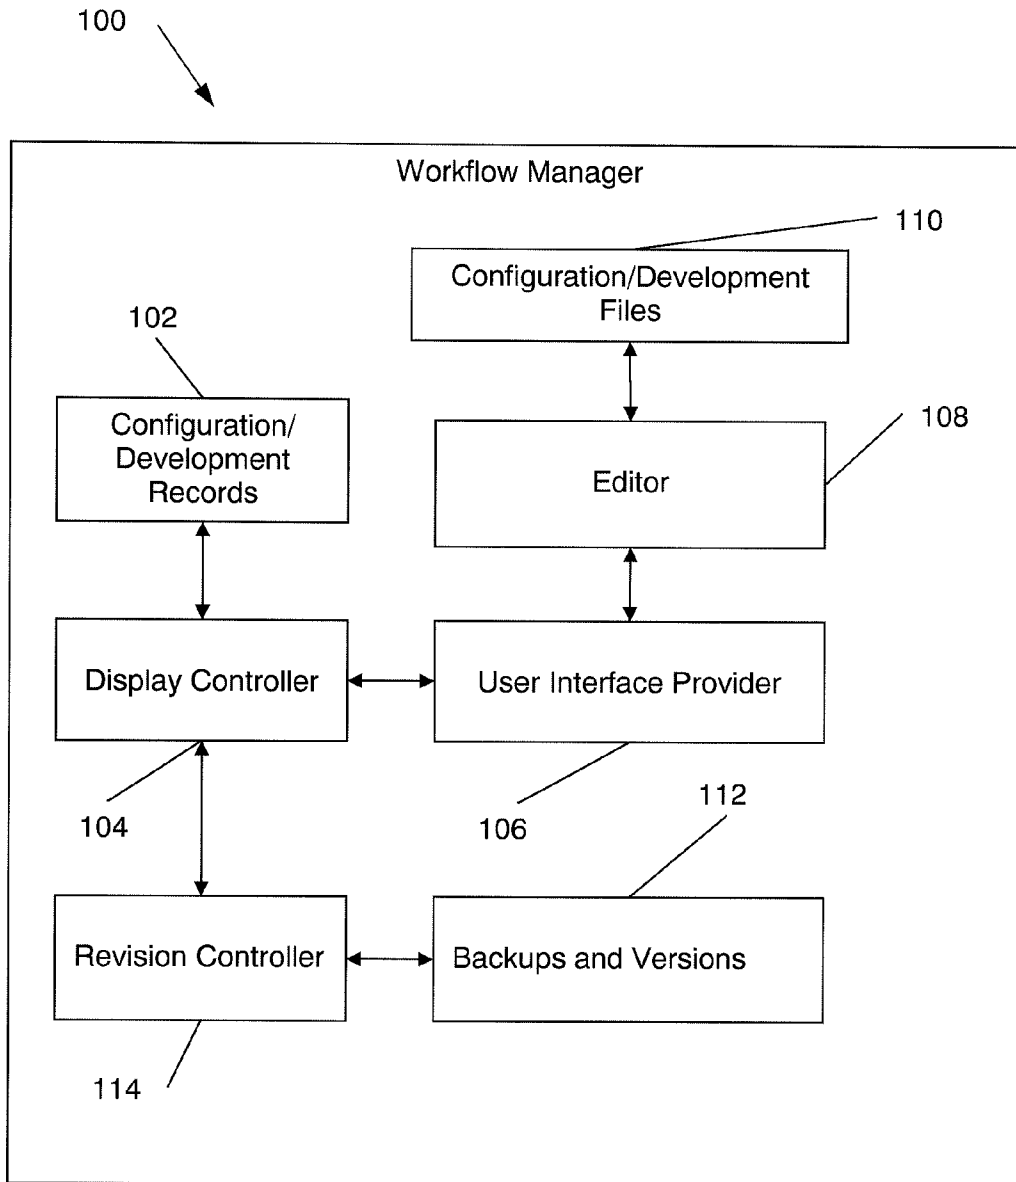 100
Workflow Manager
110
Configuration/Development
Files
102
Configuration/
Development
Records
108
Editor
Display Controller
User Interface Provider
104
106
112
Revision Controller
Backups and Versions
114